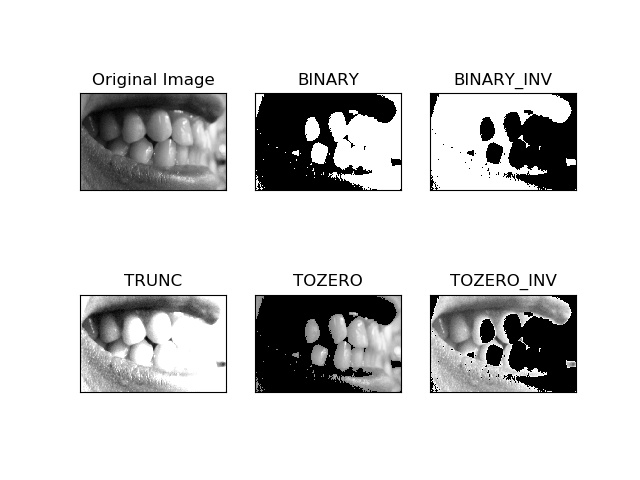 Original Image
BINARY
BINARY_INV
TRUNC
TOZERO
TOZERO_INV